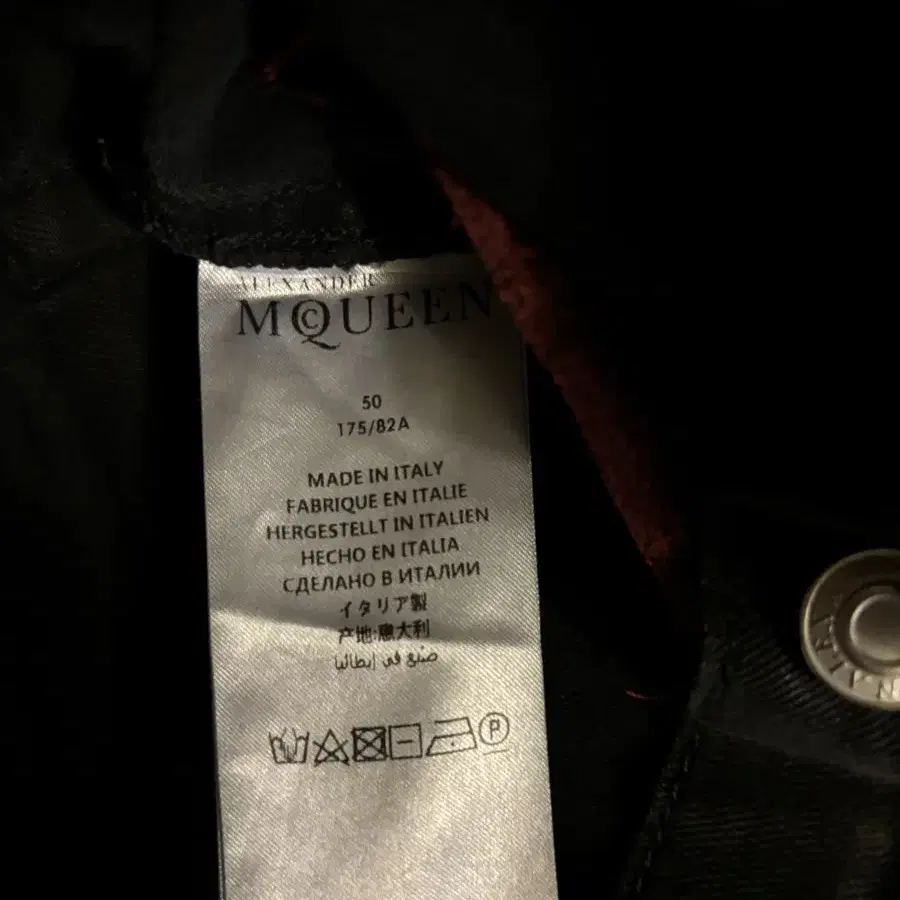 ALEXANDER
MCQUEEN
50
175/82A
MADE IN ITALY
FABRIQUE EN ITALIE
HERGESTELLT IN ITALIEN
HECHO EN ITALIA
СДЕЛАНО В ИТАЛИИ
イタリア製
产地:意大利
صنع في إيطاليا
P